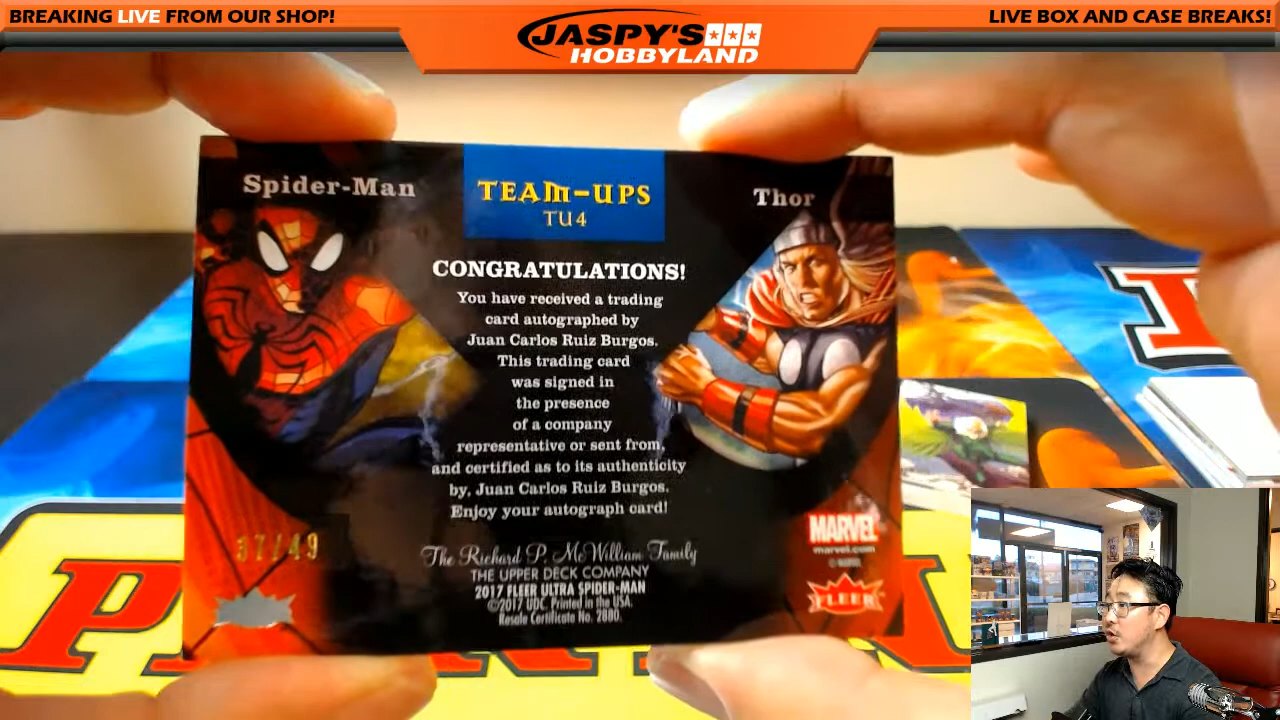 BREAKING LIVE FROM OUR SHOP!
JASPY'S
HOBBYLAND
LIVE BOX AND CASE BREAKS!
Spider-Man
TEAM-UPS
TU4
Thor
CONGRATULATIONS!
You have received a trading
card autographed by
Juan Carlos Ruiz Burgos.
This trading card
was signed in
the presence
of a company
representative or sent from,
and certified as to its authenticity
by, Juan Carlos Ruiz Burgos.
Enjoy your autograph card!
37/49
The Richard P. McWilliam Family
THE UPPER DECK COMPANY
2017 FLEER ULTRA SPIDER-MAN
©2017 UDC. Printed in the USA.
Resale Certificate No. 2880.
MARVEL
marvel.com
© MARVEL
FLEER